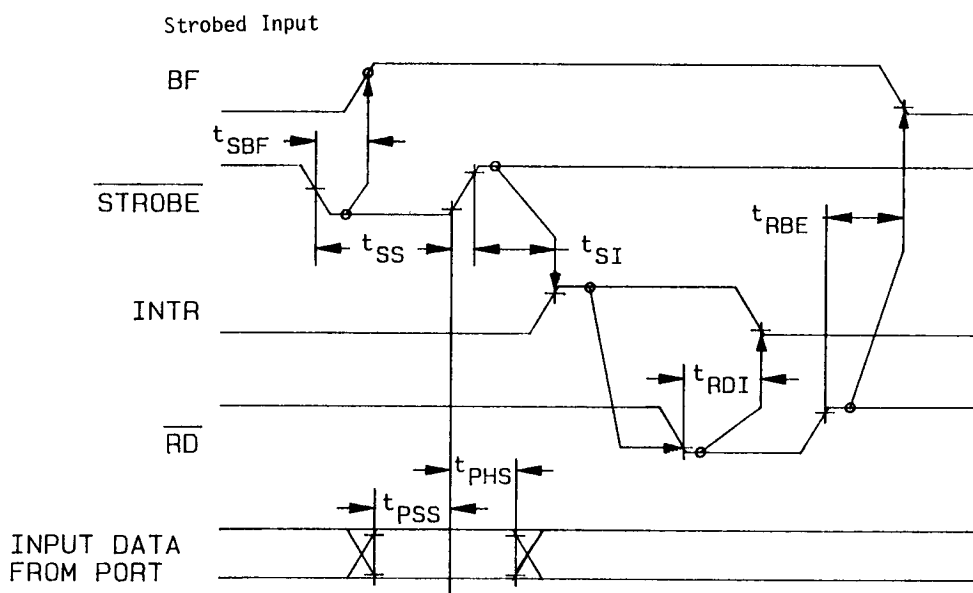 Strobed Input
BF
tSBF
STROBE
tSS
tSI
tRBE
INTR
tRDI
RD
tPHS
tPSS
INPUT DATA
FROM PORT